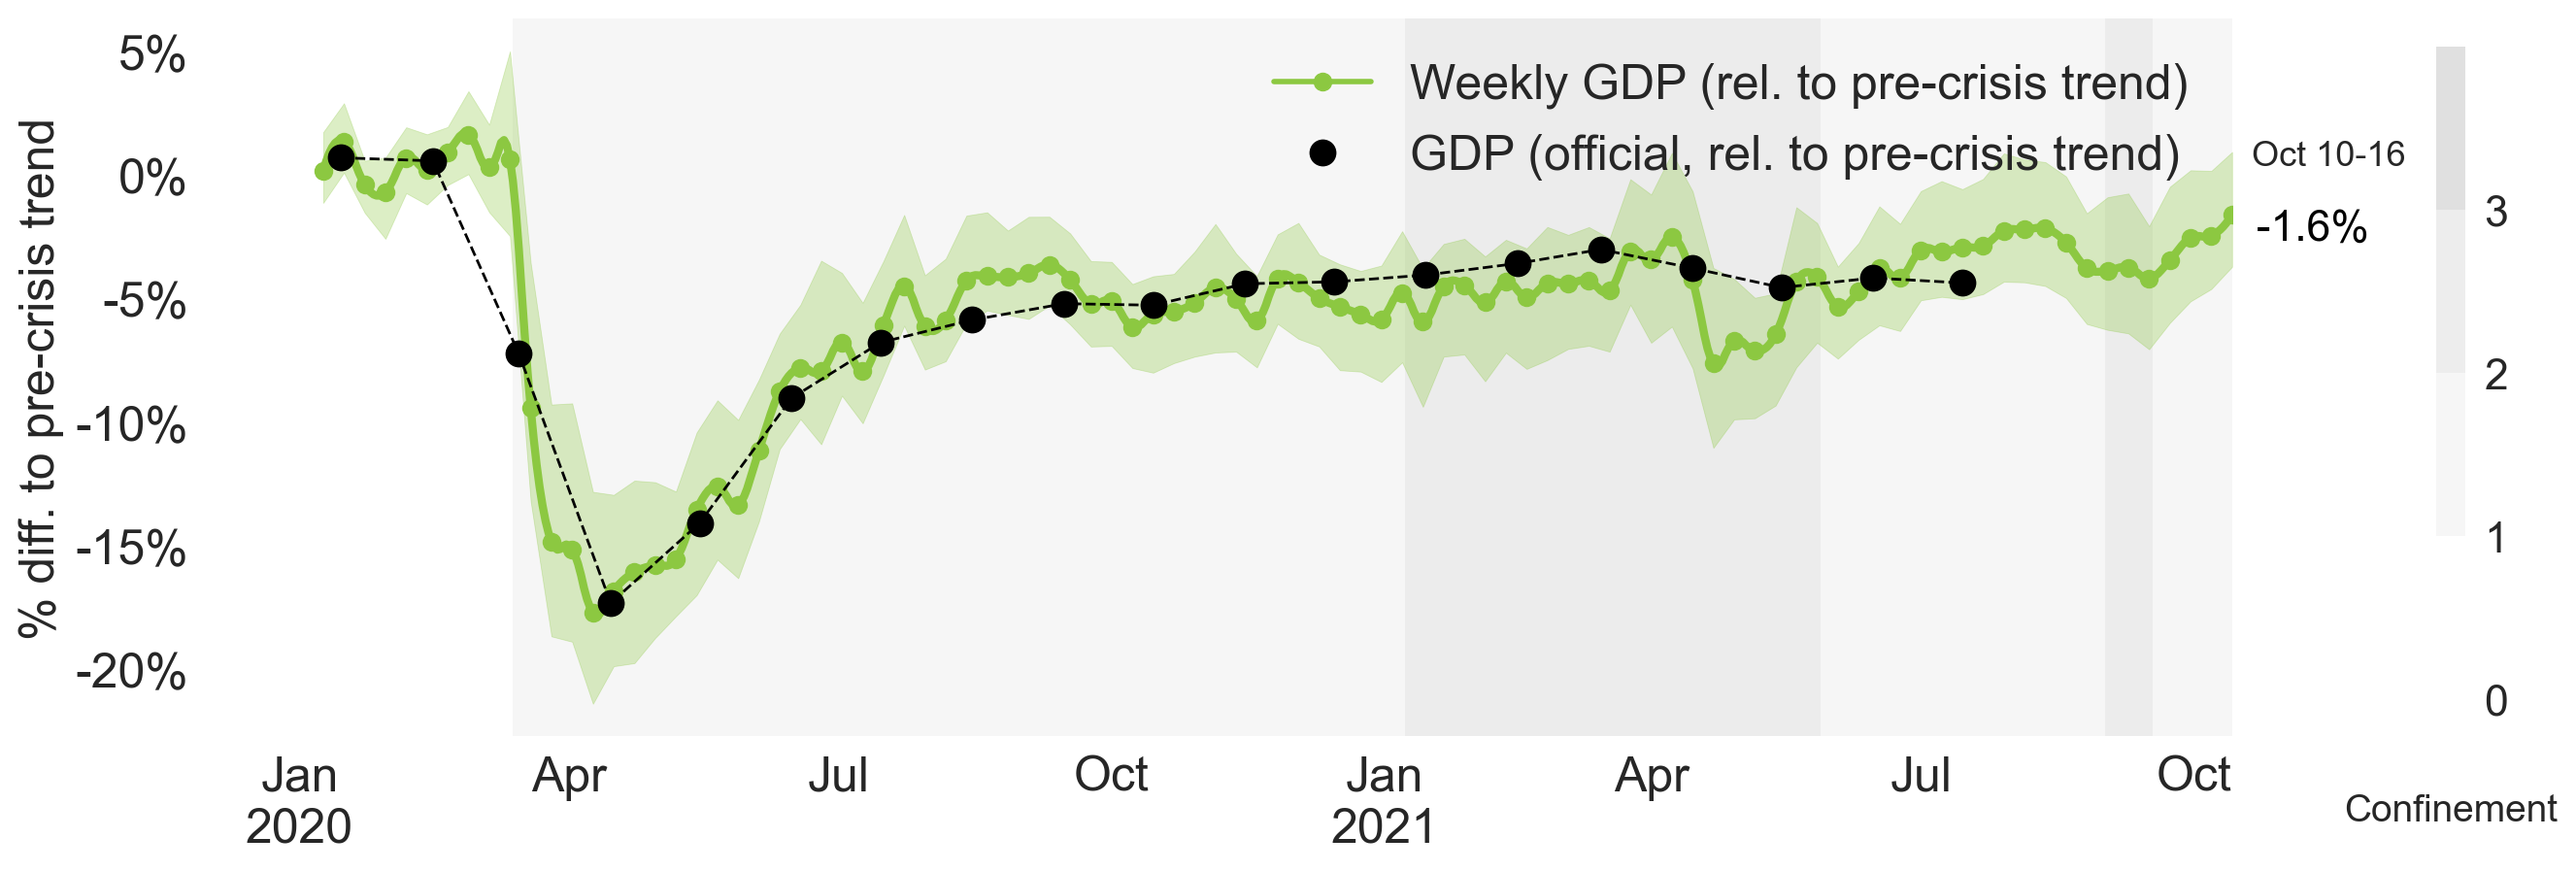 % diff. to pre-crisis trend
5%
0%
-5%
-10%
-15%
-20%
Weekly GDP (rel. to pre-crisis trend)
GDP (official, rel. to pre-crisis trend)
Oct 10-16
-1.6%
3
2
1
0
Confinement
Jan Apr Jul Oct Jan Apr Jul Oct
2020 2021